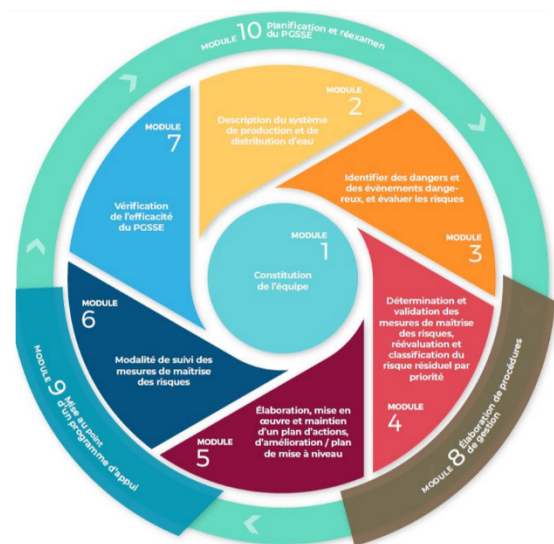 MODULE 10 Planification et réexamen
du PGSSE
MODULE
2
Description du système
de production et de
distribution d'eau
MODULE
7
Vérification
de l'efficacité
du PGSSE
Identifier des dangers et
des évènements dange-
reux, et évaluer les risques
MODULE
3
MODULE
1
Constitution
de l'équipe
Détermination et
validation des
mesures de maîtrise
des risques,
réévaluation et
classification du
risque résiduel par
priorité
MODULE
4
MODULE
6
Modalité de suivi des
mesures de maîtrise
des risques
Élaboration, mise en
œuvre et maintien
d'un plan d'actions,
d'amélioration / plan
de mise à niveau
MODULE
5
MODULE 9 Mise au point
d'un programme d'appui
MODULE 8 Élaboration de procédures
de gestion